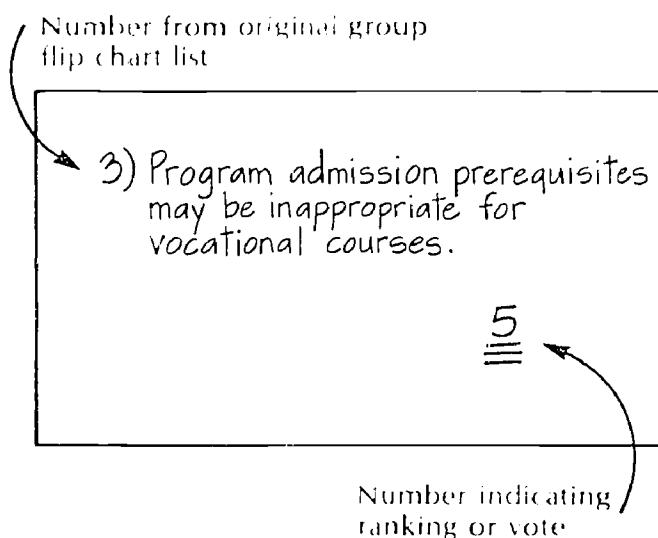 Number from original group
flip chart list
3) Program admission prerequisites
may be inappropriate for
vocational courses.
5
Number indicating
ranking or vote